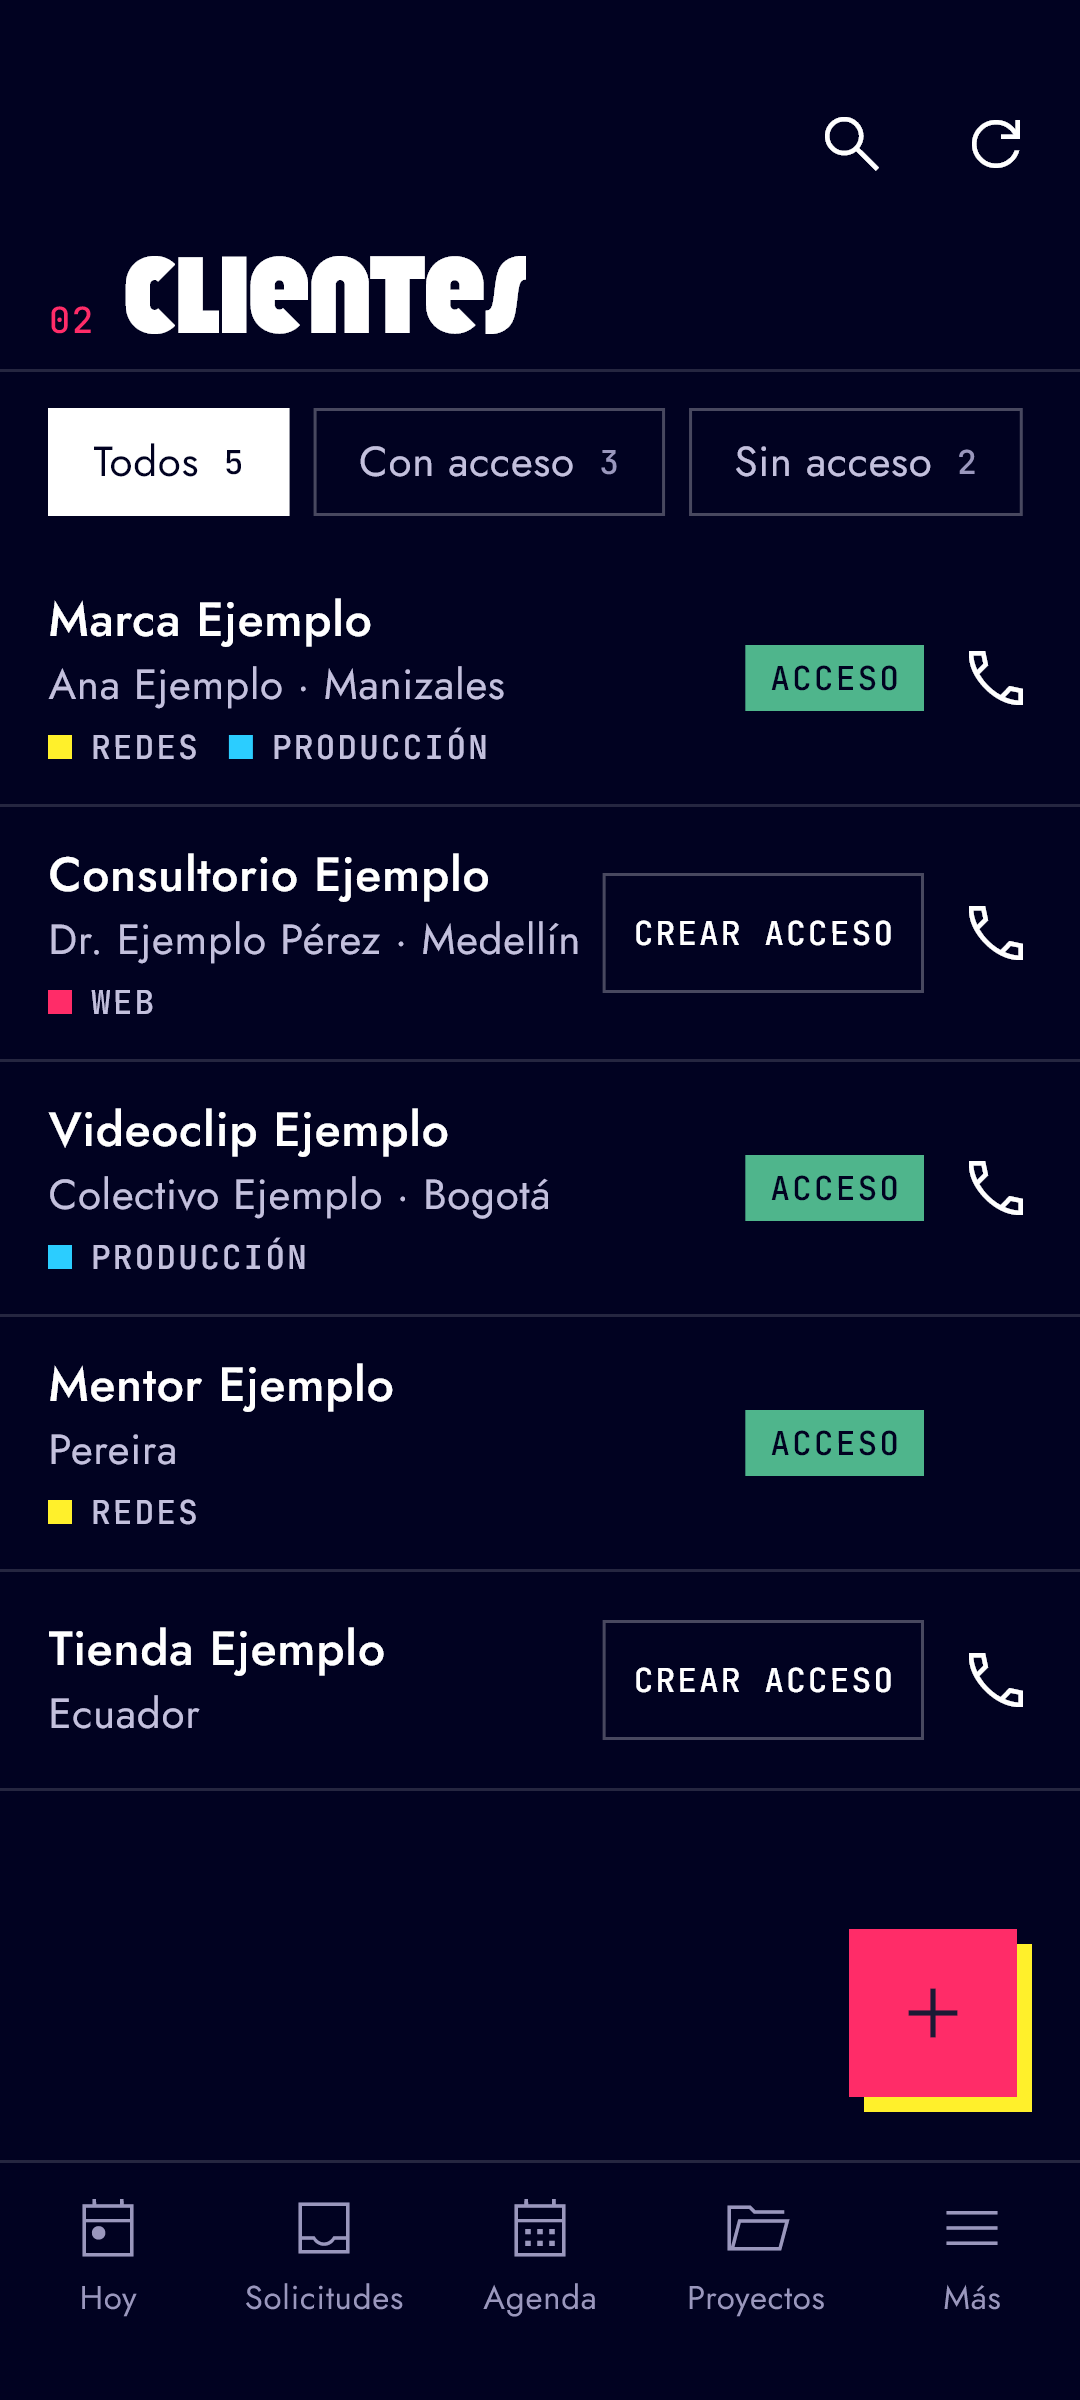 02 CLIENTES
Todos 5 Con acceso 3 Sin acceso 2
Marca Ejemplo
Ana Ejemplo · Manizales
REDES PRODUCCIÓN
ACCESO
Consultorio Ejemplo
Dr. Ejemplo Pérez · Medellín
WEB
CREAR ACCESO
Videoclip Ejemplo
Colectivo Ejemplo · Bogotá
PRODUCCIÓN
ACCESO
Mentor Ejemplo
Pereira
REDES
ACCESO
Tienda Ejemplo
Ecuador
CREAR ACCESO
Hoy Solicitudes Agenda Proyectos Más